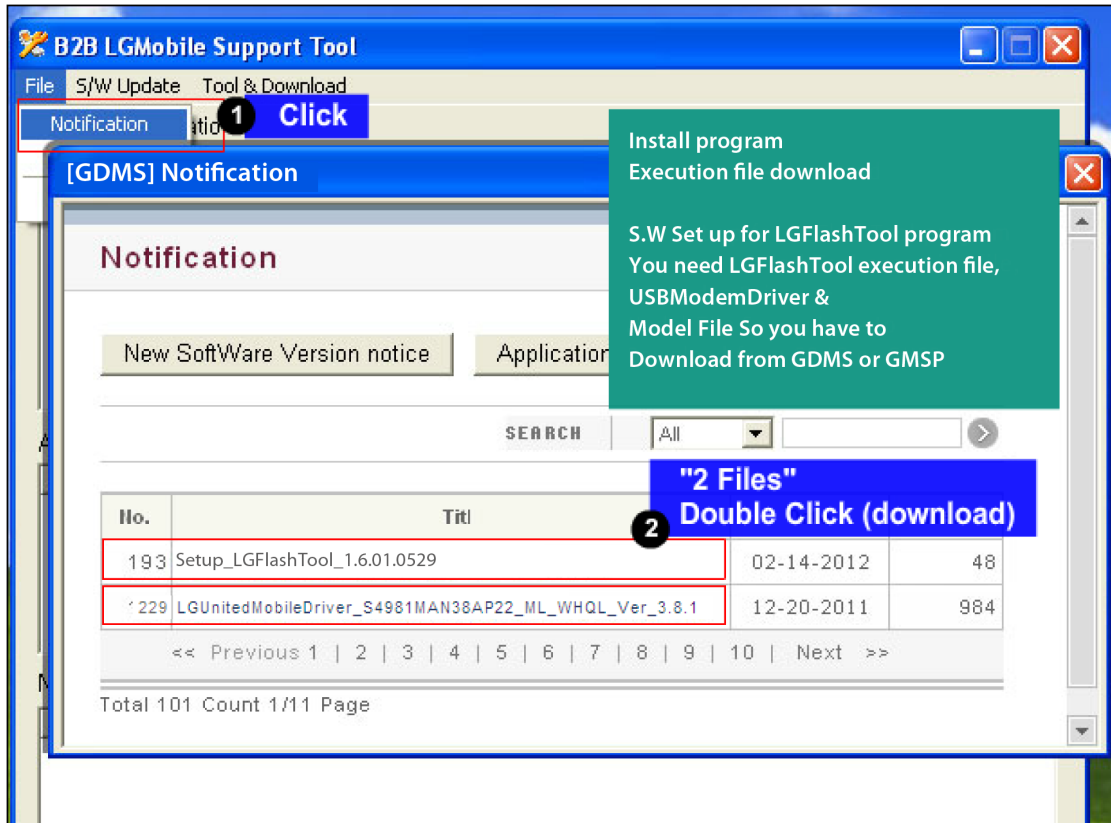 B2B LGMobile Support Tool
File S/W Update Tool & Download
Notification
1 Click
[GDMS] Notification
Install program
Execution file download
S.W Set up for LGFlashTool program
You need LGFlashTool execution file,
USBModemDriver &
Model File So you have to
Download from GDMS or GMSP
Notification
New SoftWare Version notice Application
SEARCH All
"2 Files"
2 Double Click (download)
No. Titl
193 Setup_LGFlashTool_1.6.01.0529 02-14-2012 48
1229 LGUnitedMobileDriver_S4981MAN38AP22_ML_WHQL_Ver_3.8.1 12-20-2011 984
<< Previous 1 | 2 | 3 | 4 | 5 | 6 | 7 | 8 | 9 | 10 | Next >>
Total 101 Count 1/11 Page